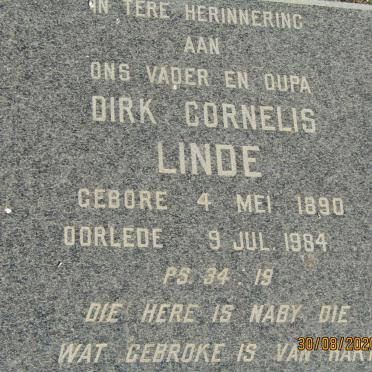 IN TERE HERINNERING
AAN
ONS VADER EN OUPA
DIRK CORNELIS
LINDE
GEBORE 4 MEI 1890
OORLEDE 9 JUL. 1984
PS. 34 : 19
DIE HERE IS NABY DIE
WAT GEBROKE IS VAN HART
30/08/202